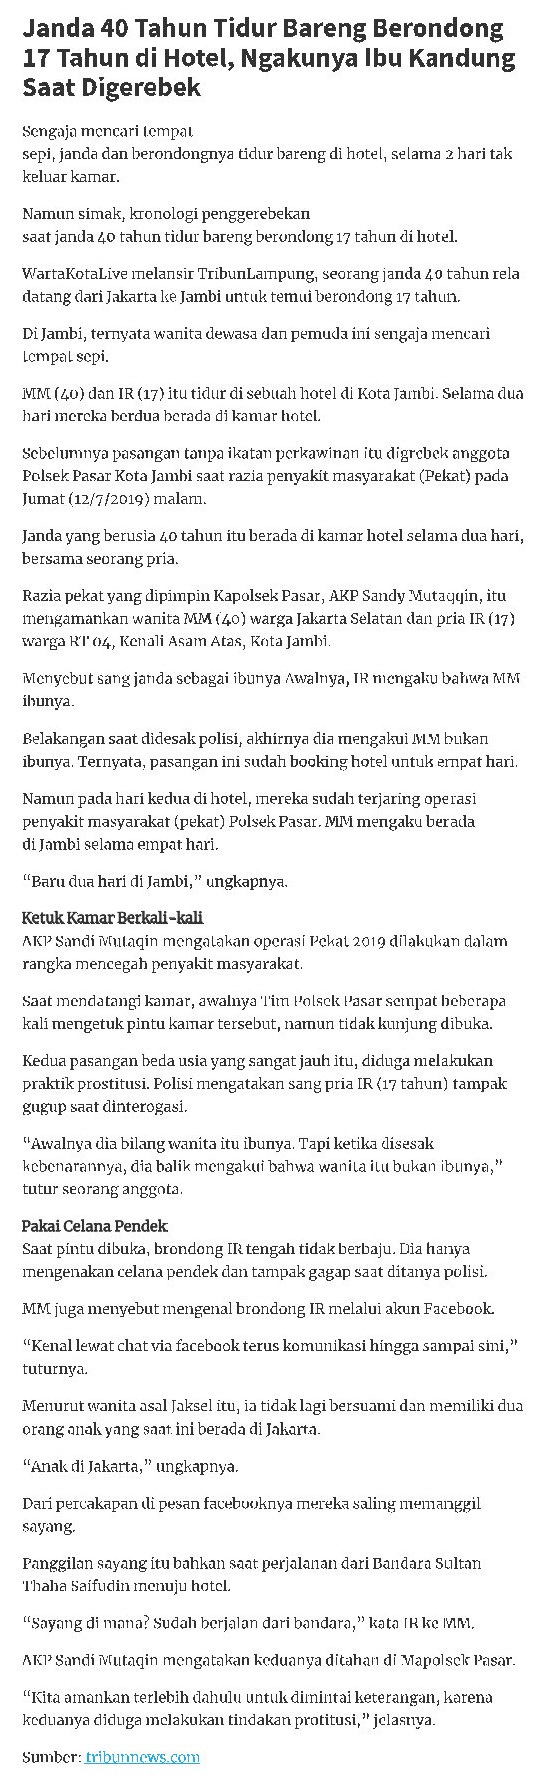 Janda 40 Tahun Tidur Bareng Berondong
17 Tahun di Hotel, Ngakunya Ibu Kandung
Saat Digerebek
Sengaja mencari tempat
sepi, janda dan berondongnya tidur bareng di hotel, selama 2 hari tak
keluar kamar.
Namun simak, kronologi penggerebekan
saat janda 40 tahun tidur bareng berondong 17 tahun di hotel.
WartaKotaLive melansir TribunLampung, seorang janda 40 tahun rela
datang dari Jakarta ke Jambi untuk temui berondong 17 tahun.
Di Jambi, ternyata wanita dewasa dan pemuda ini sengaja mencari
tempat sepi.
MM (40) dan IR (17) itu tidur di sebuah hotel di Kota Jambi. Selama dua
hari mereka berdua berada di kamar hotel.
Sebelumnya pasangan tanpa ikatan perkawinan itu digrebek anggota
Polsek Pasar Kota Jambi saat razia penyakit masyarakat (Pekat) pada
Jumat (12/7/2019) malam.
Janda yang berusia 40 tahun itu berada di kamar hotel selama dua hari,
bersama seorang pria.
Razia pekat yang dipimpin Kapolsek Pasar, AKP Sandy Mutaqqin, itu
mengamankan wanita MM (40) warga Jakarta Selatan dan pria IR (17)
warga RT 04, Kenali Asam Atas, Kota Jambi.
Menyebut sang janda sebagai ibunya Awalnya, IR mengaku bahwa MM
ibunya.
Belakangan saat didesak polisi, akhirnya dia mengakui MM bukan
ibunya. Ternyata, pasangan ini sudah booking hotel untuk empat hari.
Namun pada hari kedua di hotel, mereka sudah terjaring operasi
penyakit masyarakat (pekat) Polsek Pasar. MM mengaku berada
di Jambi selama empat hari.
“Baru dua hari di Jambi,” ungkapnya.
Ketuk Kamar Berkali-kali
AKP Sandi Mutaqin mengatakan operasi Pekat 2019 dilakukan dalam
rangka mencegah penyakit masyarakat.
Saat mendatangi kamar, awalnya Tim Polsek Pasar sempat beberapa
kali mengetuk pintu kamar tersebut, namun tidak kunjung dibuka.
Kedua pasangan beda usia yang sangat jauh itu, diduga melakukan
praktik prostitusi. Polisi mengatakan sang pria IR (17 tahun) tampak
gugup saat dinterogasi.
“Awalnya dia bilang wanita itu ibunya. Tapi ketika disesak
kebenarannya, dia balik mengakui bahwa wanita itu bukan ibunya,”
tutur seorang anggota.
Pakai Celana Pendek
Saat pintu dibuka, brondong IR tengah tidak berbaju. Dia hanya
mengenakan celana pendek dan tampak gagap saat ditanya polisi.
MM juga menyebut mengenal brondong IR melalui akun Facebook.
“Kenal lewat chat via facebook terus komunikasi hingga sampai sini,”
tuturnya.
Menurut wanita asal Jaksel itu, ia tidak lagi bersuami dan memiliki dua
orang anak yang saat ini berada di Jakarta.
“Anak di Jakarta,” ungkapnya.
Dari percakapan di pesan facebooknya mereka saling memanggil
sayang.
Panggilan sayang itu bahkan saat perjalanan dari Bandara Sultan
Thaha Saifudin menuju hotel.
“Sayang di mana? Sudah berjalan dari bandara,” kata IR ke MM.
AKP Sandi Mutaqin mengatakan keduanya ditahan di Mapolsek Pasar.
“Kita amankan terlebih dahulu untuk dimintai keterangan, karena
keduanya diduga melakukan tindakan protitusi,” jelasnya.
Sumber: tribunnews.com